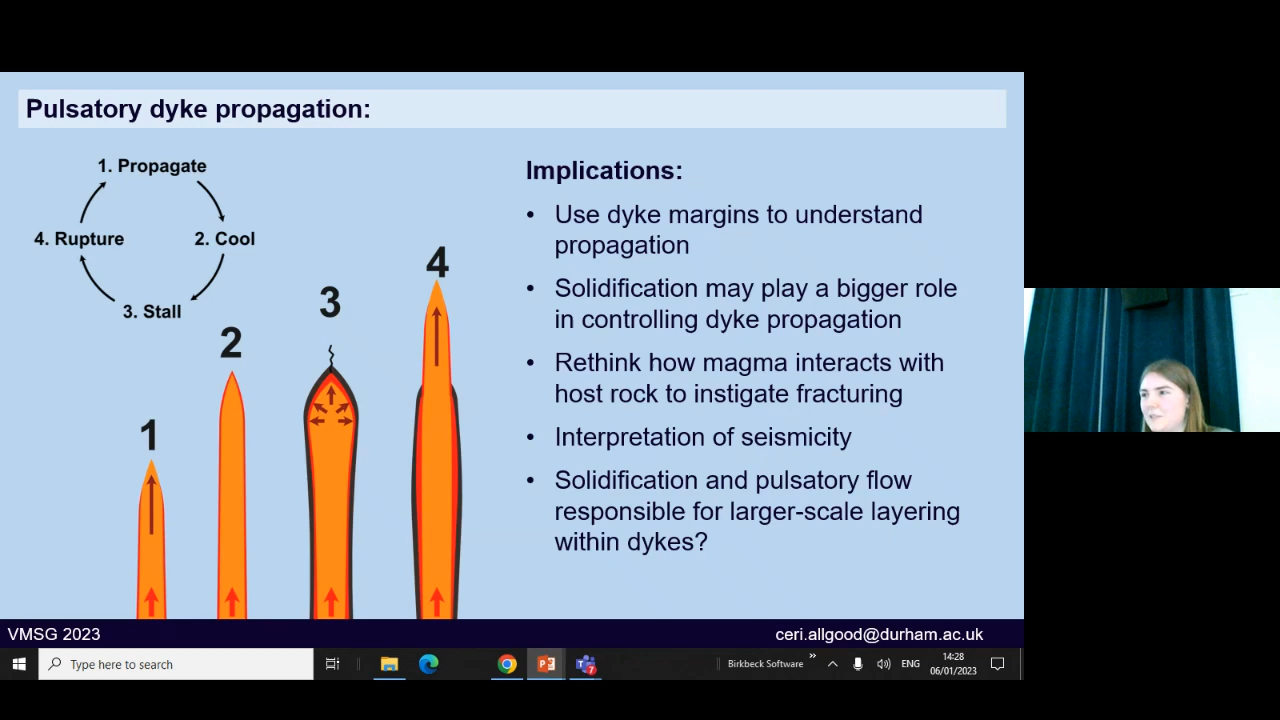 Pulsatory dyke propagation:
1. Propagate
4. Rupture
2. Cool
3. Stall
1
2
3
4
Implications:
• Use dyke margins to understand
propagation
• Solidification may play a bigger role
in controlling dyke propagation
• Rethink how magma interacts with
host rock to instigate fracturing
• Interpretation of seismicity
• Solidification and pulsatory flow
responsible for larger-scale layering
within dykes?
VMSG 2023
ceri.allgood@durham.ac.uk
Type here to search
7
Birkbeck Software
ENG
14:28
06/01/2023